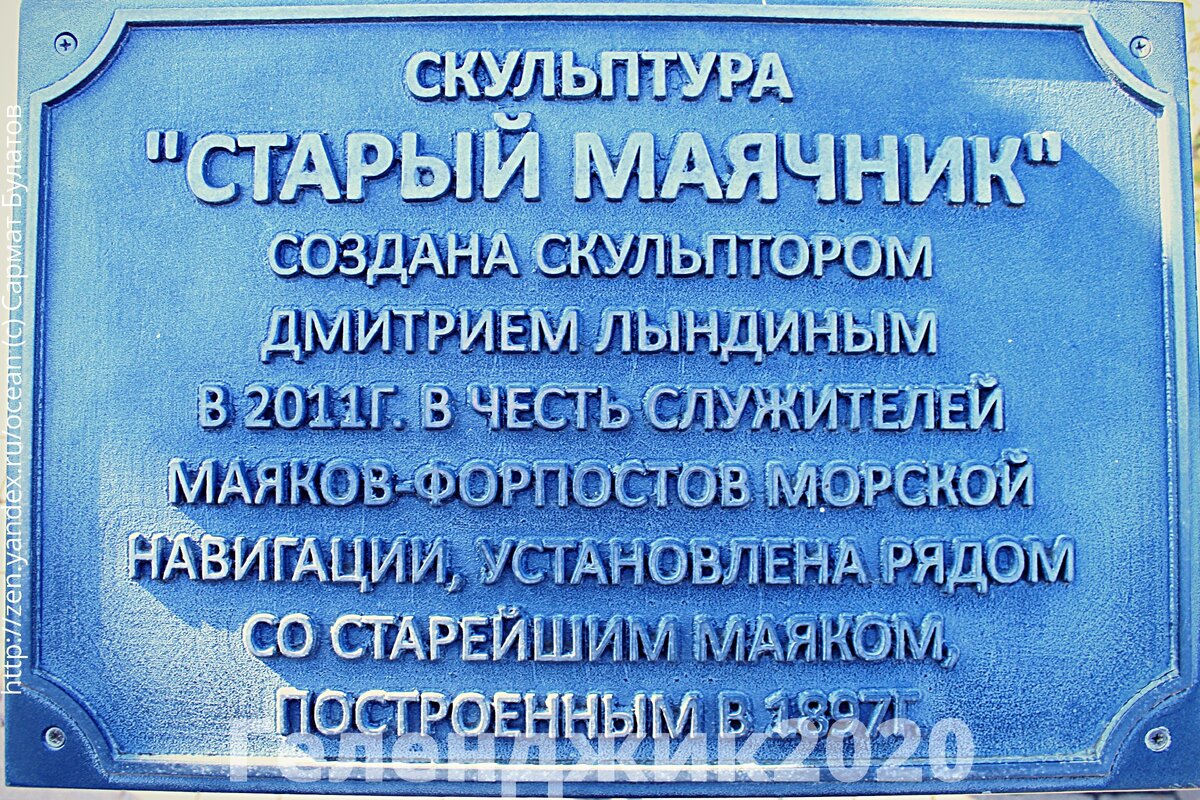 СКУЛЬПТУРА
"СТАРЫЙ МАЯЧНИК"
СОЗДАНА СКУЛЬПТОРОМ
ДМИТРИЕМ ЛЫНДИНЫМ
В 2011Г. В ЧЕСТЬ СЛУЖИТЕЛЕЙ
МАЯКОВ-ФОРПОСТОВ МОРСКОЙ
НАВИГАЦИИ, УСТАНОВЛЕНА РЯДОМ
СО СТАРЕЙШИМ МАЯКОМ,
ПОСТРОЕННЫМ В 1897Г.
Геленджик2020
http://zen.yandex.ru/ocean (c) Сармат Булатов